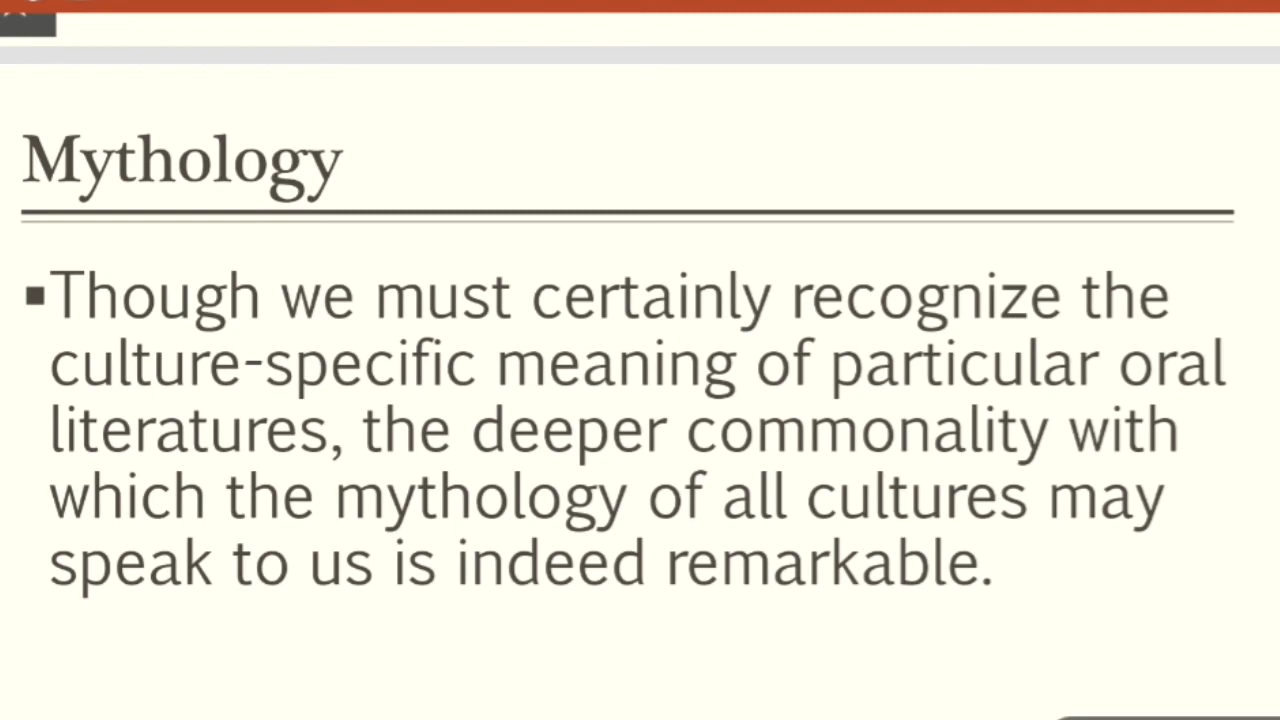 Mythology
▪Though we must certainly recognize the
culture-specific meaning of particular oral
literatures, the deeper commonality with
which the mythology of all cultures may
speak to us is indeed remarkable.